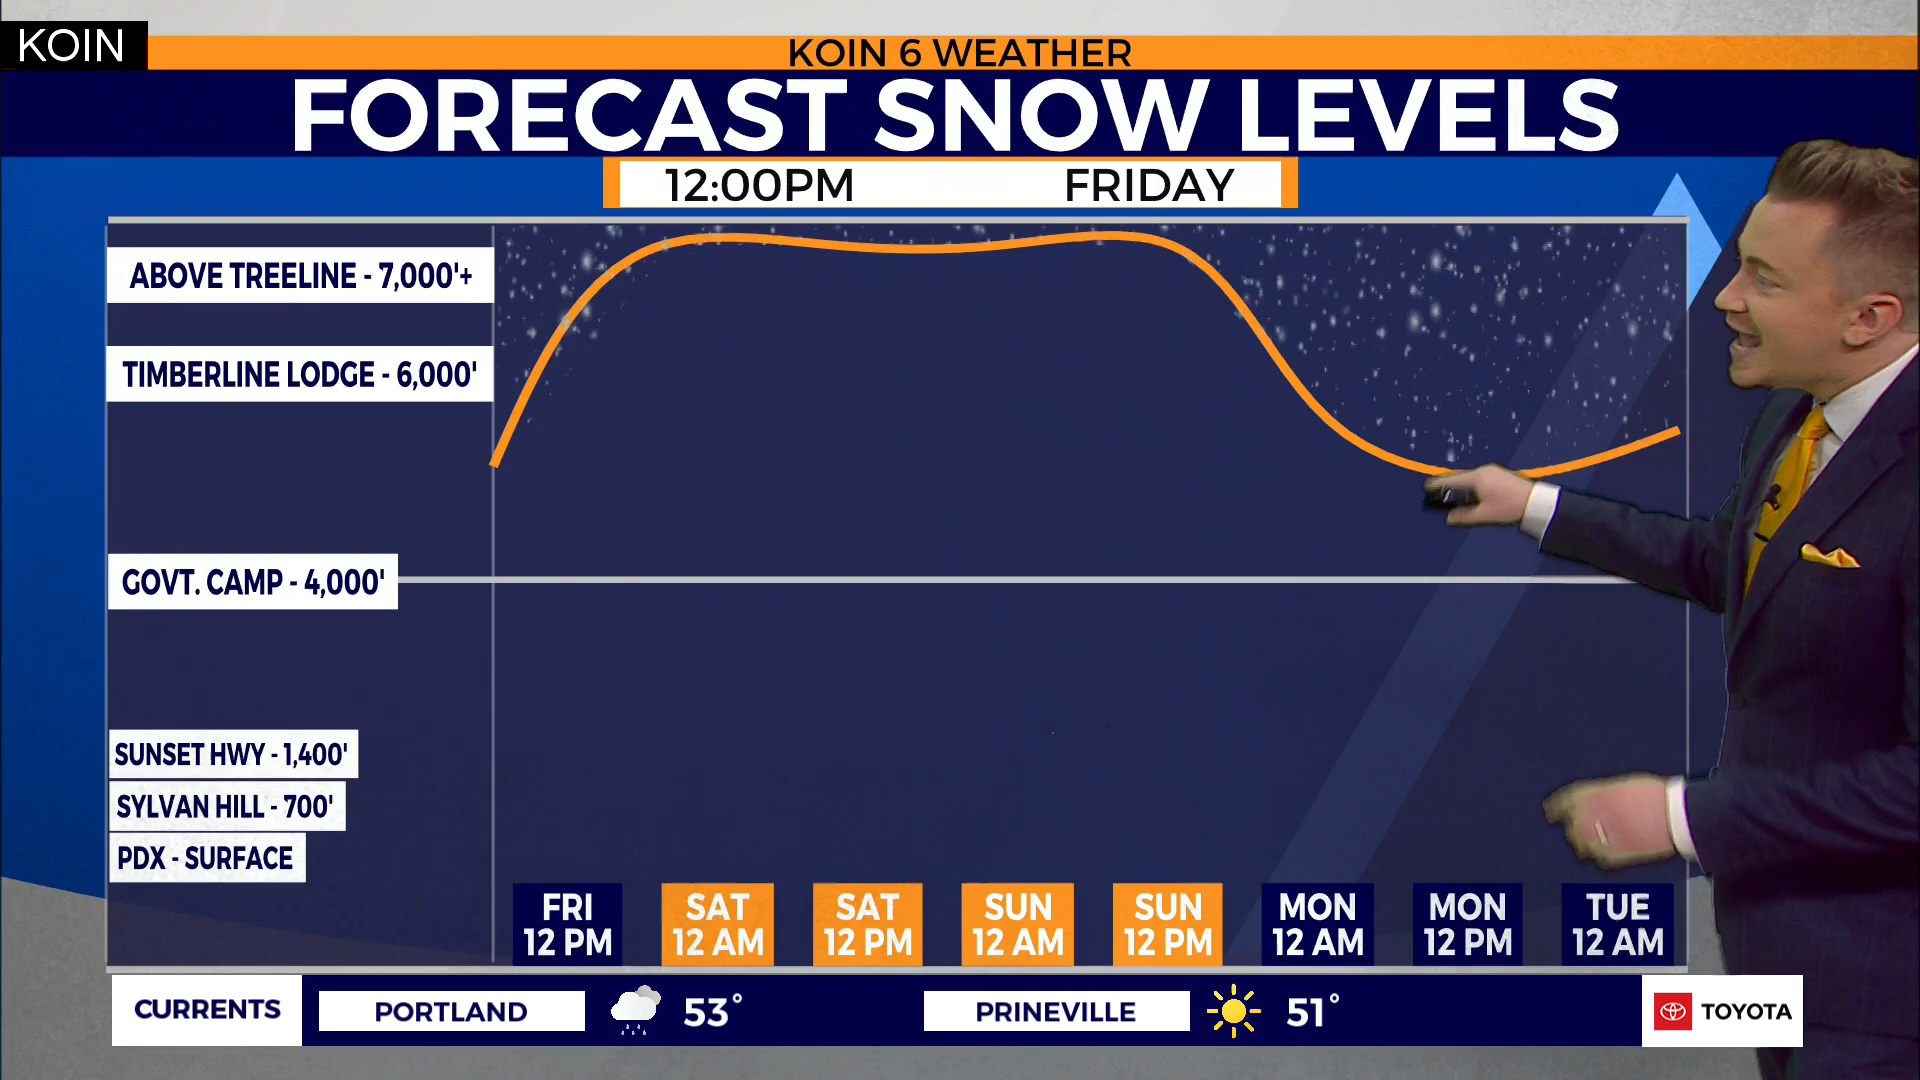 KOIN
KOIN 6 WEATHER
FORECAST SNOW LEVELS
12:00PM FRIDAY
ABOVE TREELINE - 7,000'+
TIMBERLINE LODGE - 6,000'
GOVT. CAMP - 4,000'
SUNSET HWY - 1,400'
SYLVAN HILL - 700'
PDX - SURFACE
FRI 12 PM
SAT 12 AM
SAT 12 PM
SUN 12 AM
SUN 12 PM
MON 12 AM
MON 12 PM
TUE 12 AM
CURRENTS PORTLAND 53° PRINEVILLE 51° TOYOTA